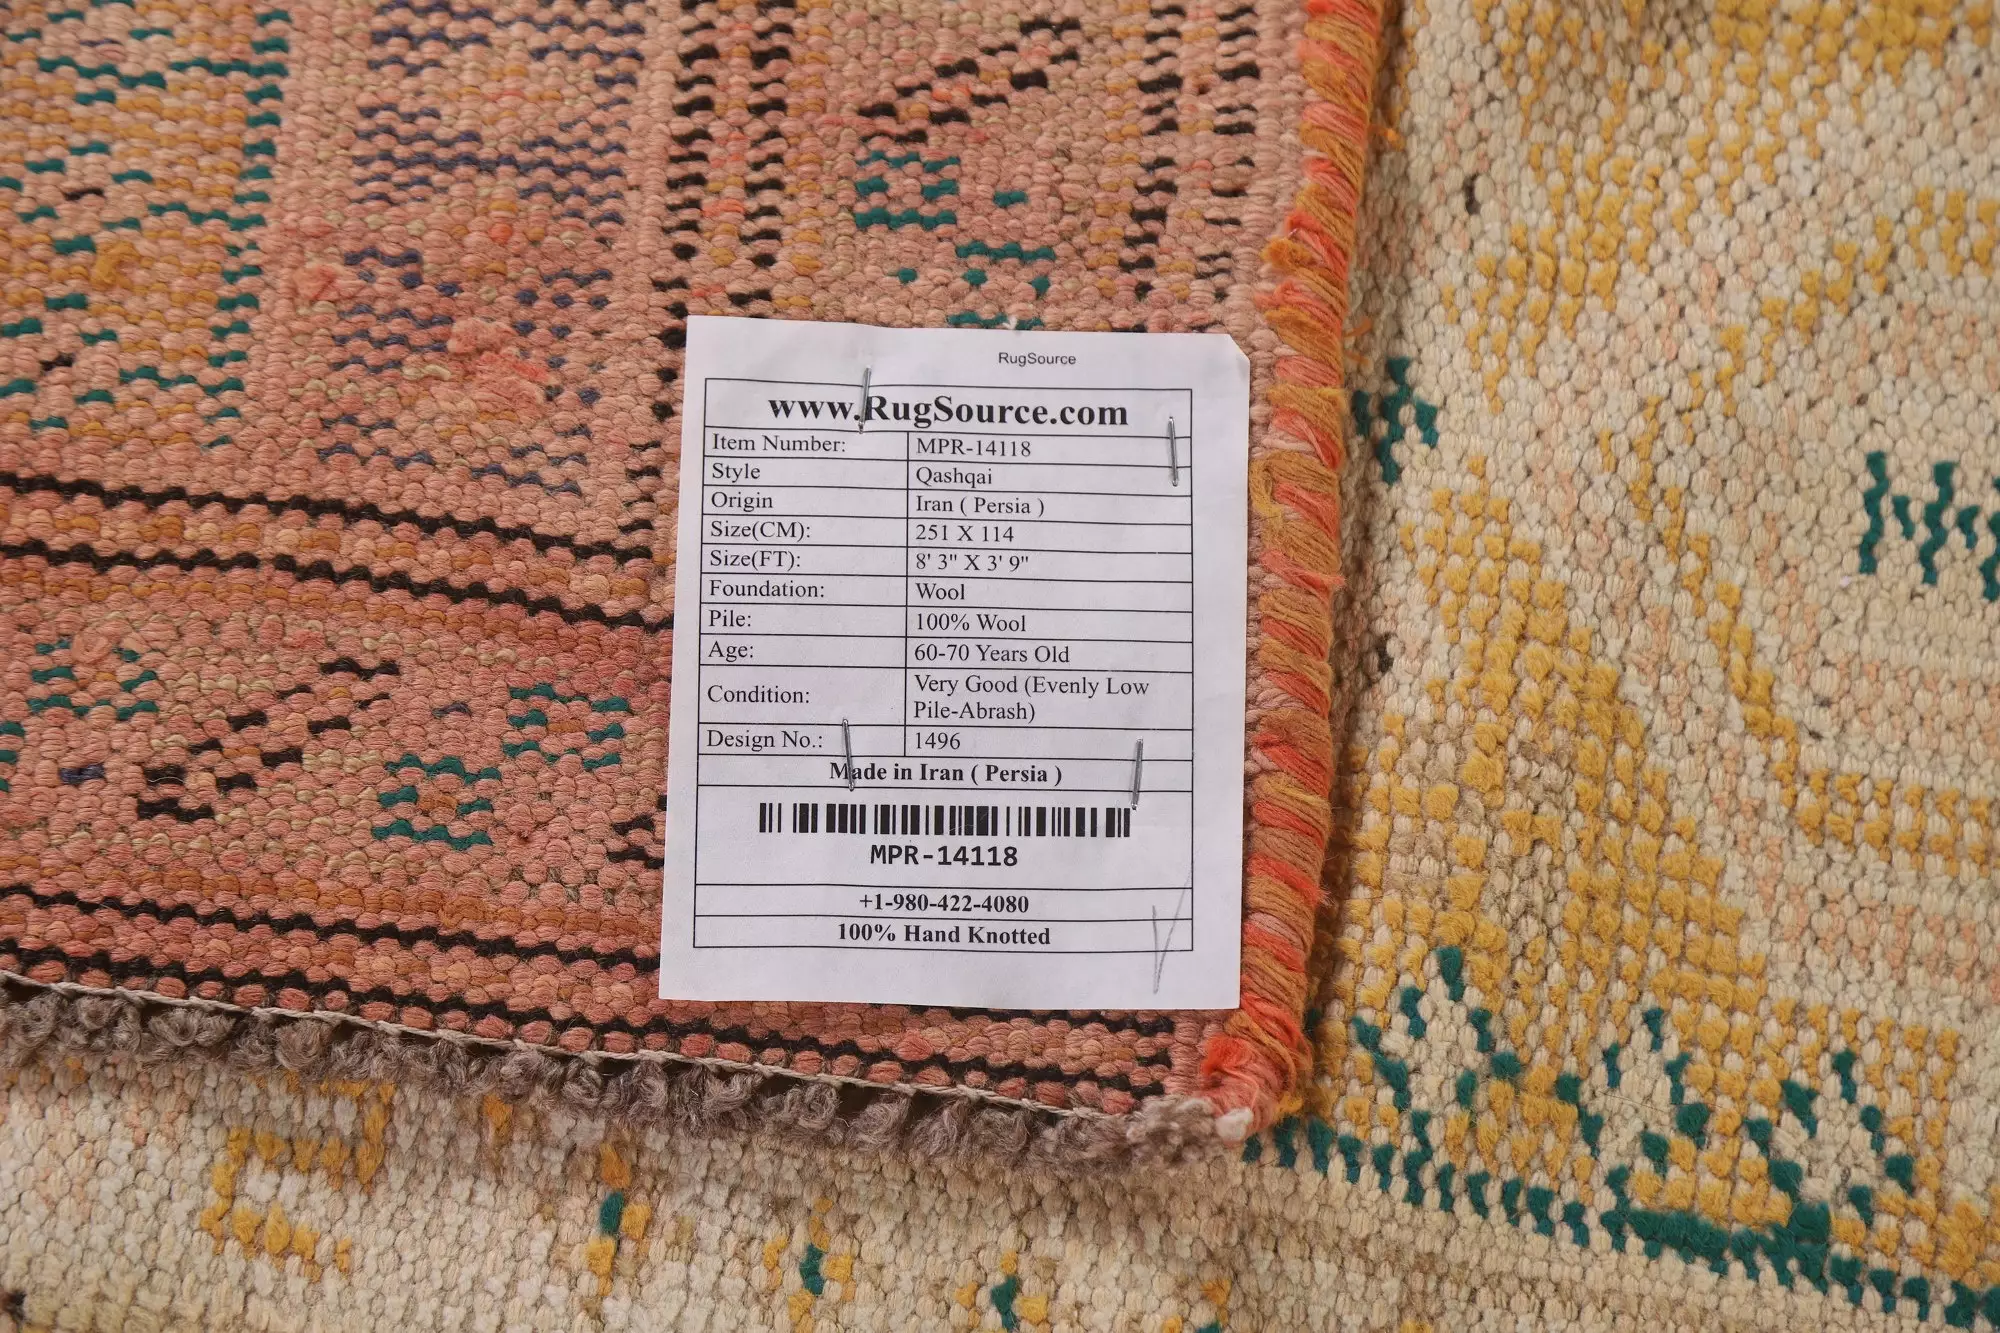 RugSource
www.RugSource.com
Item Number: MPR-14118
Style Qashqai
Origin Iran ( Persia )
Size(CM): 251 X 114
Size(FT): 8' 3" X 3' 9"
Foundation: Wool
Pile: 100% Wool
Age: 60-70 Years Old
Condition: Very Good (Evenly Low
Pile-Abrash)
Design No.: 1496
Made in Iran ( Persia )
MPR-14118
+1-980-422-4080
100% Hand Knotted